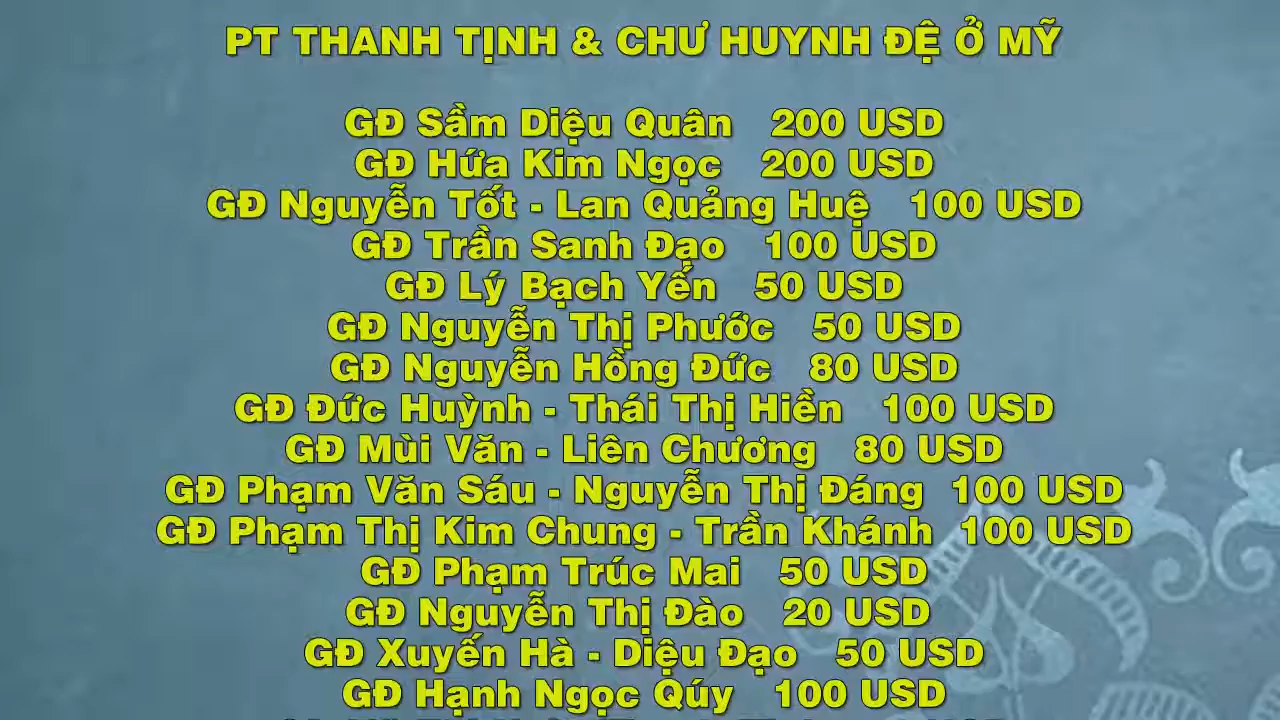 PT THANH TỊNH & CHƯ HUYNH ĐỆ Ở MỸ
GĐ Sầm Diệu Quân 200 USD
GĐ Hứa Kim Ngọc 200 USD
GĐ Nguyễn Tốt - Lan Quảng Huệ 100 USD
GĐ Trần Sanh Đạo 100 USD
GĐ Lý Bạch Yến 50 USD
GĐ Nguyễn Thị Phước 50 USD
GĐ Nguyễn Hồng Đức 80 USD
GĐ Đức Huỳnh - Thái Thị Hiền 100 USD
GĐ Mùi Văn - Liên Chương 80 USD
GĐ Phạm Văn Sáu - Nguyễn Thị Đáng 100 USD
GĐ Phạm Thị Kim Chung - Trần Khánh 100 USD
GĐ Phạm Trúc Mai 50 USD
GĐ Nguyễn Thị Đào 20 USD
GĐ Xuyến Hà - Diệu Đạo 50 USD
GĐ Hạnh Ngọc Qúy 100 USD